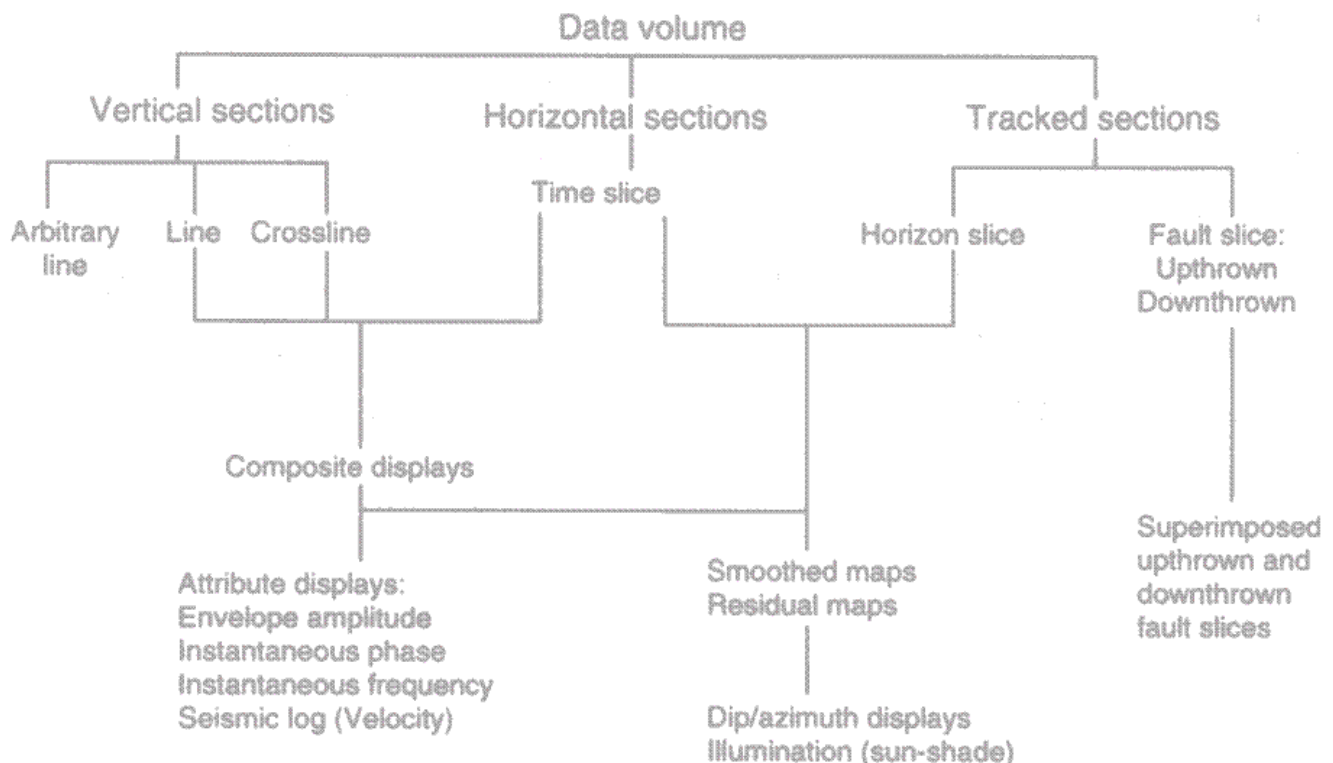 Data volume
Vertical sections
Horizontal sections
Tracked sections
Arbitrary
line
Line
Crossline
Time slice
Horizon slice
Fault slice:
Upthrown
Downthrown
Composite displays
Attribute displays:
Envelope amplitude
Instantaneous phase
Instantaneous frequency
Seismic log (Velocity)
Smoothed maps
Residual maps
Dip/azimuth displays
Illumination (sun-shade)
Superimposed
upthrown and
downthrown
fault slices